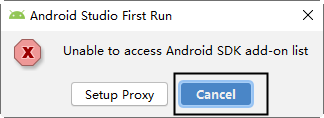 Android Studio First Run
Unable to access Android SDK add-on list
Setup Proxy
Cancel